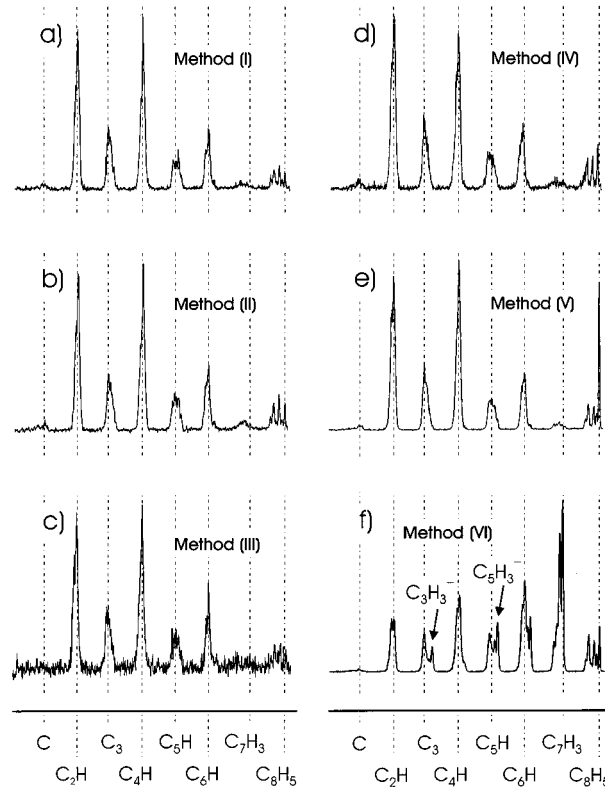 a)
Method (I)
b)
Method (II)
c)
Method (III)
d)
Method (IV)
e)
Method (V)
f)
Method (VI)
C₃H₃⁻
C₅H₃⁻
C C₃ C₅H C₇H₃
C₂H C₄H C₆H C₈H₅
C C₃ C₅H C₇H₃
C₂H C₄H C₆H C₈H₅